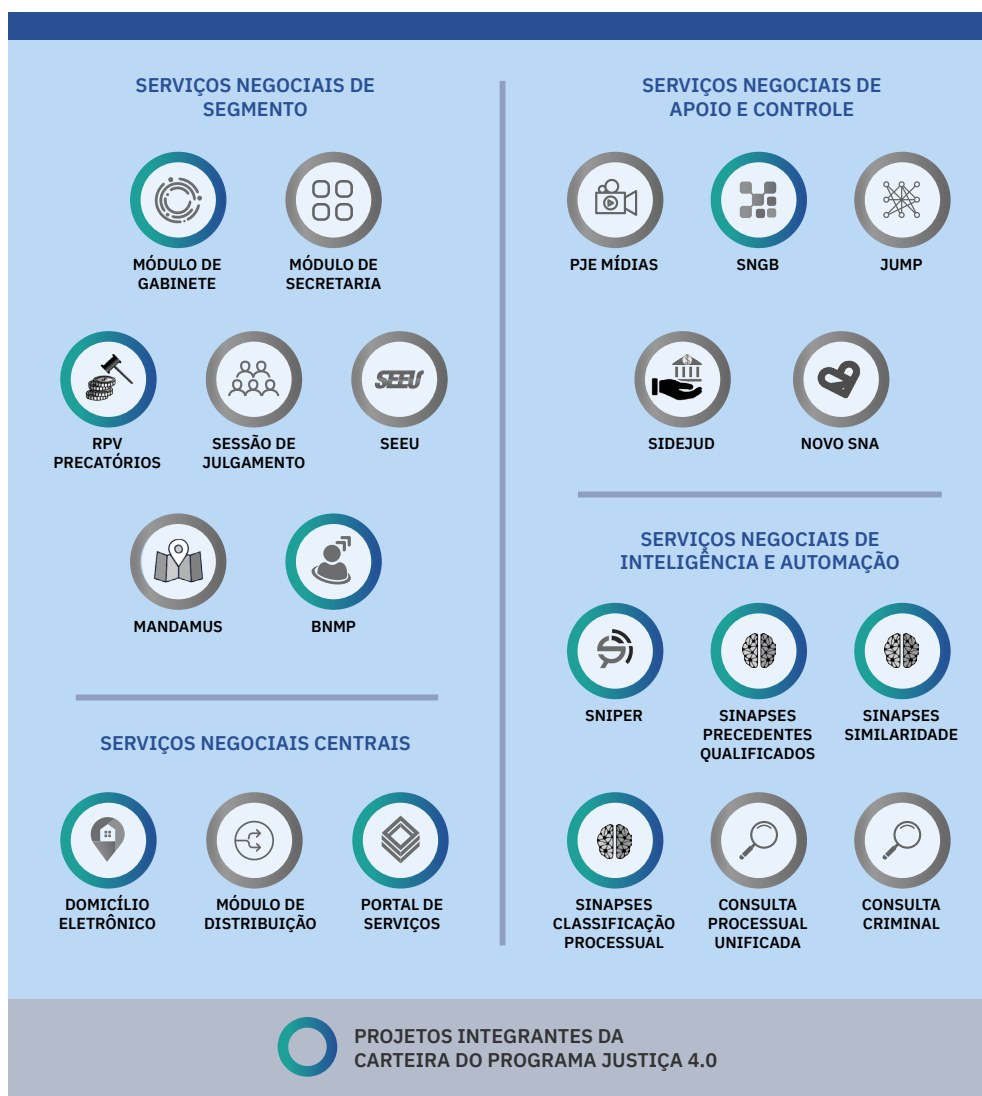 SERVIÇOS NEGOCIAIS DE
SEGMENTO
MÓDULO DE
GABINETE
MÓDULO DE
SECRETARIA
RPV
PRECATÓRIOS
SESSÃO DE
JULGAMENTO
SEEU
SEEU
MANDAMUS
BNMP
SERVIÇOS NEGOCIAIS CENTRAIS
DOMICÍLIO
ELETRÔNICO
MÓDULO DE
DISTRIBUIÇÃO
PORTAL DE
SERVIÇOS
SERVIÇOS NEGOCIAIS DE
APOIO E CONTROLE
PJE MÍDIAS
SNGB
JUMP
SIDEJUD
NOVO SNA
SERVIÇOS NEGOCIAIS DE
INTELIGÊNCIA E AUTOMAÇÃO
SNIPER
SINAPSES
PRECEDENTES
QUALIFICADOS
SINAPSES
SIMILARIDADE
SINAPSES
CLASSIFICAÇÃO
PROCESSUAL
CONSULTA
PROCESSUAL
UNIFICADA
CONSULTA
CRIMINAL
PROJETOS INTEGRANTES DA
CARTEIRA DO PROGRAMA JUSTIÇA 4.0